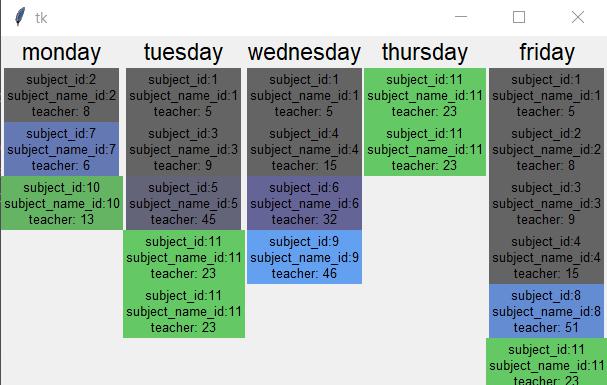 tk
monday
subject_id:2
subject_name_id:2
teacher: 8
subject_id:7
subject_name_id:7
teacher: 6
subject_id:10
subject_name_id:10
teacher: 13
tuesday
subject_id:1
subject_name_id:1
teacher: 5
subject_id:3
subject_name_id:3
teacher: 9
subject_id:5
subject_name_id:5
teacher: 45
subject_id:11
subject_name_id:11
teacher: 23
subject_id:11
subject_name_id:11
teacher: 23
wednesday
subject_id:1
subject_name_id:1
teacher: 5
subject_id:4
subject_name_id:4
teacher: 15
subject_id:6
subject_name_id:6
teacher: 32
subject_id:9
subject_name_id:9
teacher: 46
thursday
subject_id:11
subject_name_id:11
teacher: 23
subject_id:11
subject_name_id:11
teacher: 23
friday
subject_id:1
subject_name_id:1
teacher: 5
subject_id:2
subject_name_id:2
teacher: 8
subject_id:3
subject_name_id:3
teacher: 9
subject_id:4
subject_name_id:4
teacher: 15
subject_id:8
subject_name_id:8
teacher: 51
subject_id:11
subject_name_id:11
teacher: 23